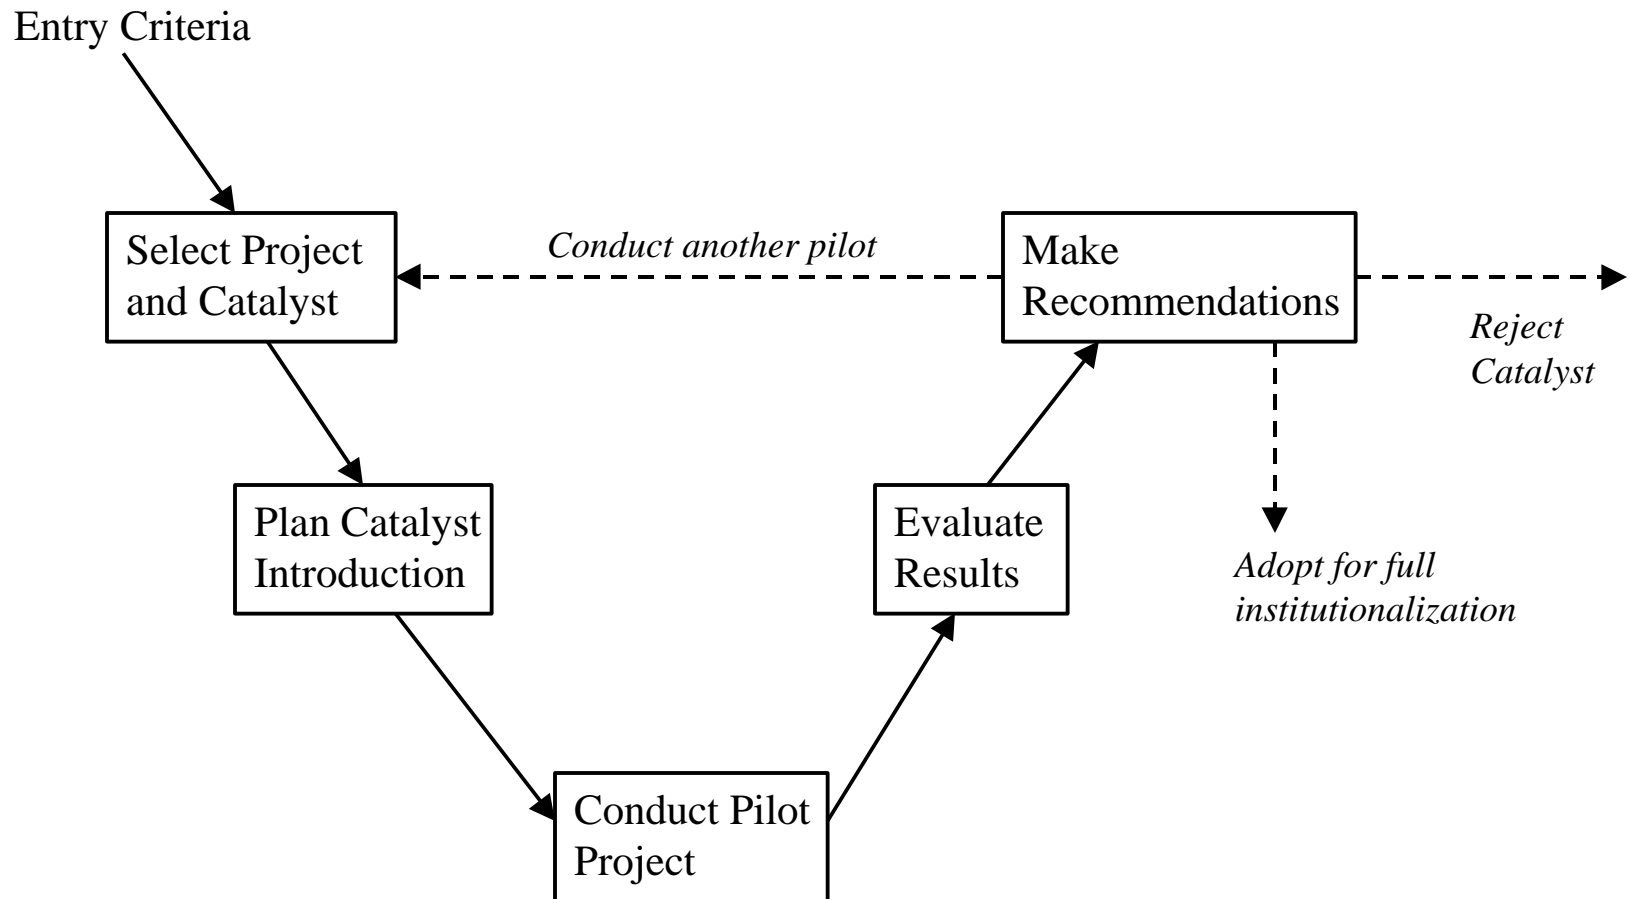 Entry Criteria
Select Project
and Catalyst
Conduct another pilot
Make
Recommendations
Reject
Catalyst
Plan Catalyst
Introduction
Evaluate
Results
Adopt for full
institutionalization
Conduct Pilot
Project